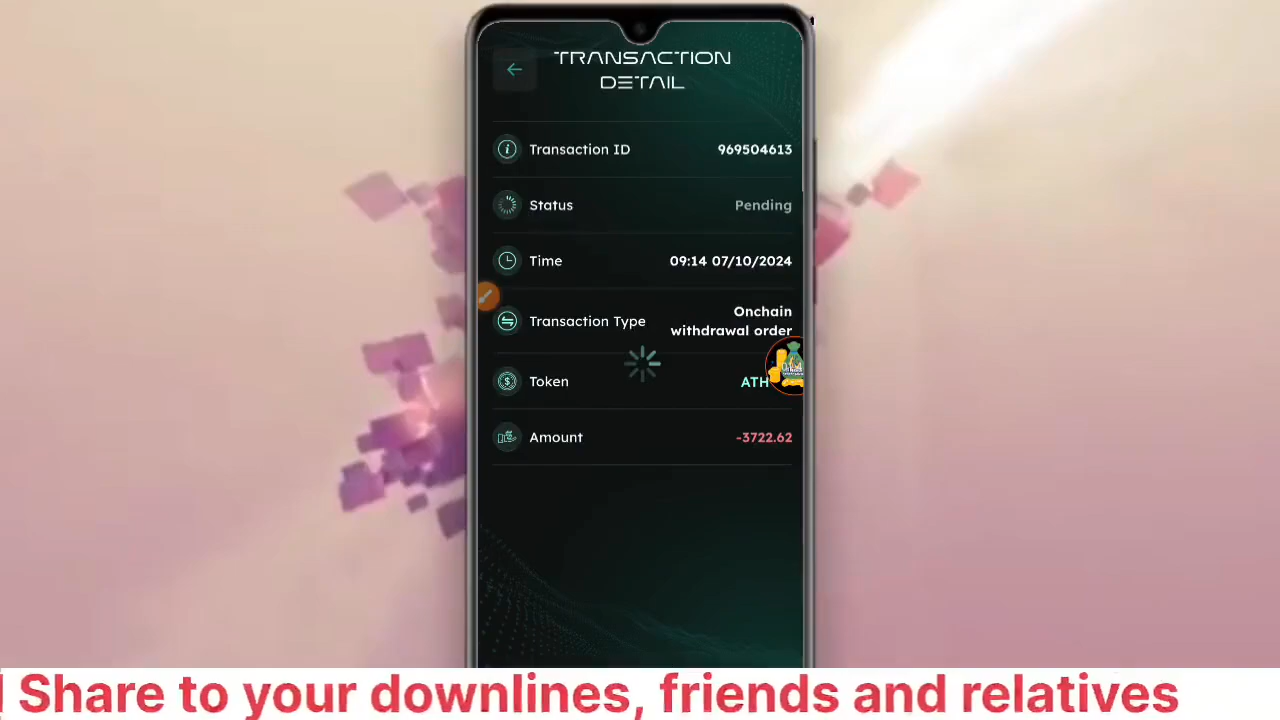 TRANSACTION
DETAIL
Transaction ID 969504613
Status Pending
Time 09:14 07/10/2024
Transaction Type Onchain
withdrawal order
Token ATH
Amount -3722.62
Share to your downlines, friends and relatives